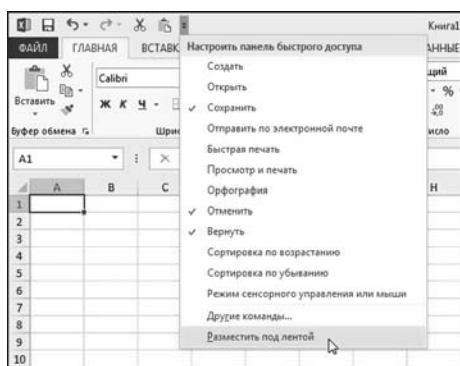 Книга1
ФАЙЛ ГЛАВНАЯ ВСТАВК
Настроить панель быстрого доступа
Создать
Открыть
Сохранить
Отправить по электронной почте
Быстрая печать
Просмотр и печать
Орфография
Отменить
Вернуть
Сортировка по возрастанию
Сортировка по убыванию
Режим сенсорного управления или мыши
Другие команды...
Разместить под лентой
ННЫЕ
щий
%
Calibri
Вставить
Ж К Ч
Буфер обмена
Шрис
исло
A1
A B C H
1
2
3
4
5
6
7
8
9
10